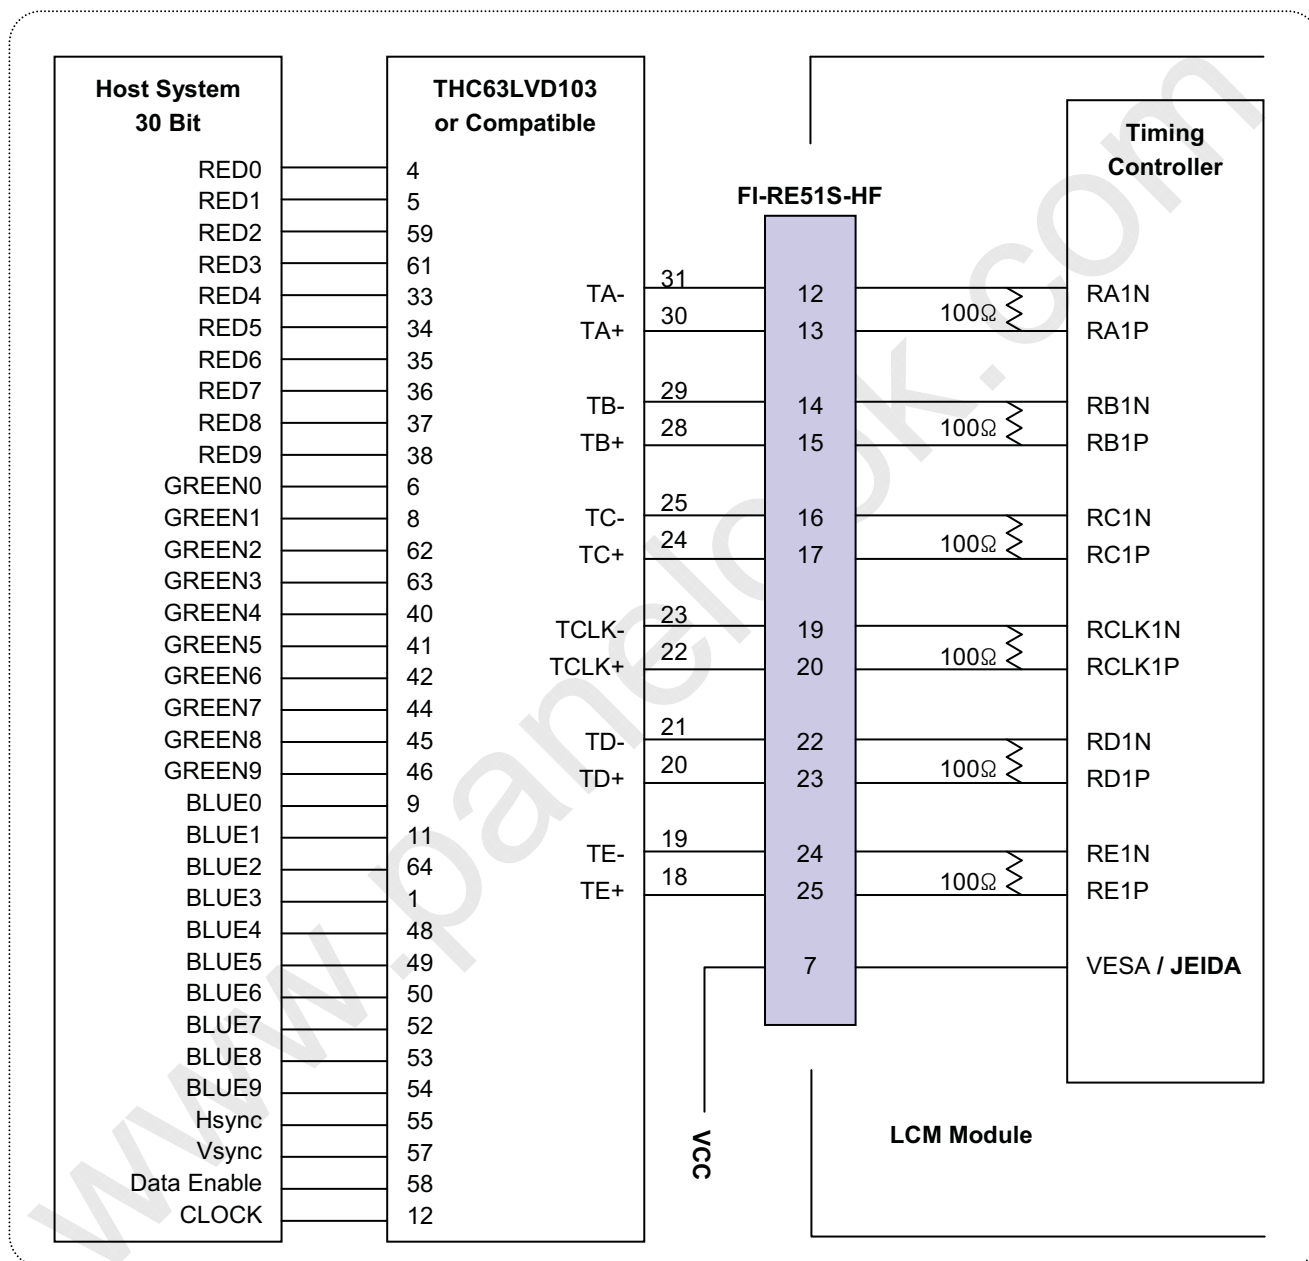 Host System
30 Bit
RED0
RED1
RED2
RED3
RED4
RED5
RED6
RED7
RED8
RED9
GREEN0
GREEN1
GREEN2
GREEN3
GREEN4
GREEN5
GREEN6
GREEN7
GREEN8
GREEN9
BLUE0
BLUE1
BLUE2
BLUE3
BLUE4
BLUE5
BLUE6
BLUE7
BLUE8
BLUE9
Hsync
Vsync
Data Enable
CLOCK
THC63LVD103
or Compatible
4
5
59
61
33
34
35
36
37
38
6
8
62
63
40
41
42
44
45
46
9
11
64
1
48
49
50
52
53
54
55
57
58
12
TA- 31
TA+ 30
TB- 29
TB+ 28
TC- 25
TC+ 24
TCLK- 23
TCLK+ 22
TD- 21
TD+ 20
TE- 19
TE+ 18
FI-RE51S-HF
12
13
14
15
16
17
19
20
22
23
24
25
7
VCC
100Ω
100Ω
100Ω
100Ω
100Ω
100Ω
Timing
Controller
RA1N
RA1P
RB1N
RB1P
RC1N
RC1P
RCLK1N
RCLK1P
RD1N
RD1P
RE1N
RE1P
VESA / JEIDA
LCM Module
www.panelook.com